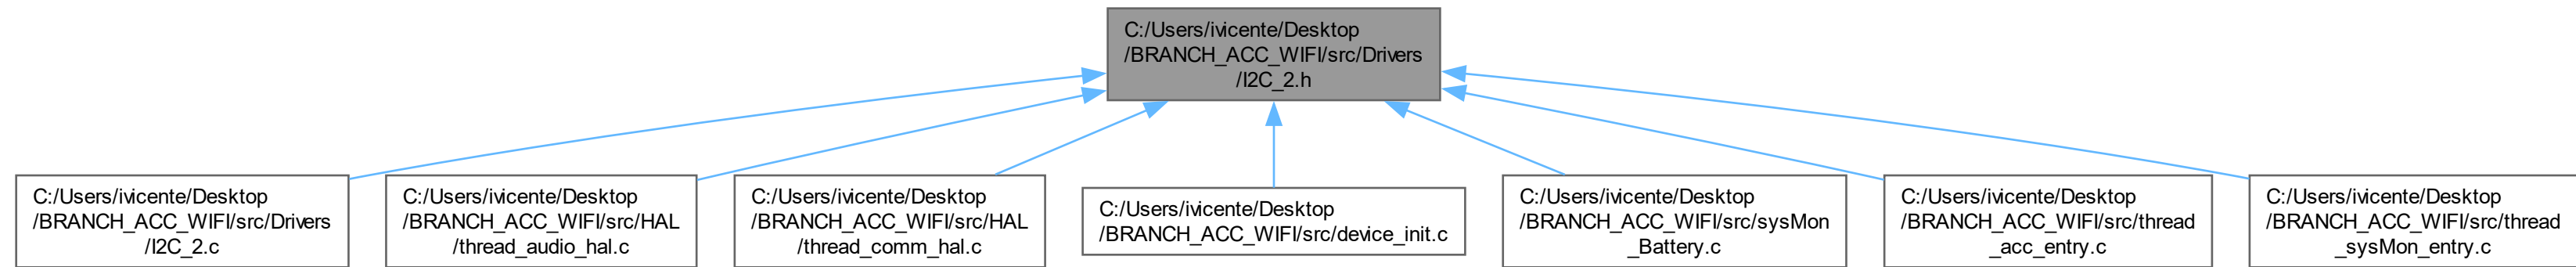 C:/Users/ivicente/Desktop
/BRANCH_ACC_WIFI/src/Drivers
/I2C_2.h
C:/Users/ivicente/Desktop
/BRANCH_ACC_WIFI/src/Drivers
/I2C_2.c
C:/Users/ivicente/Desktop
/BRANCH_ACC_WIFI/src/HAL
/thread_audio_hal.c
C:/Users/ivicente/Desktop
/BRANCH_ACC_WIFI/src/HAL
/thread_comm_hal.c
C:/Users/ivicente/Desktop
/BRANCH_ACC_WIFI/src/device_init.c
C:/Users/ivicente/Desktop
/BRANCH_ACC_WIFI/src/sysMon
_Battery.c
C:/Users/ivicente/Desktop
/BRANCH_ACC_WIFI/src/thread
_acc_entry.c
C:/Users/ivicente/Desktop
/BRANCH_ACC_WIFI/src/thread
_sysMon_entry.c